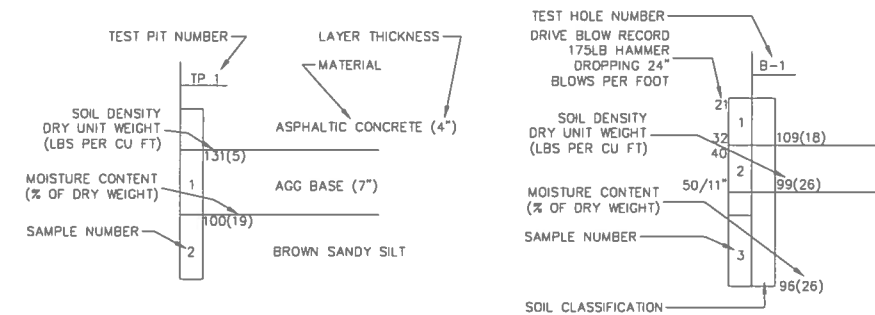 TEST PIT NUMBER
LAYER THICKNESS
MATERIAL
TP 1
SOIL DENSITY
DRY UNIT WEIGHT
(LBS PER CU FT)
ASPHALTIC CONCRETE (4")
131(5)
MOISTURE CONTENT
(% OF DRY WEIGHT)
1
AGG BASE (7")
100(19)
SAMPLE NUMBER
2
BROWN SANDY SILT
TEST HOLE NUMBER
DRIVE BLOW RECORD
175LB HAMMER
DROPPING 24"
BLOWS PER FOOT
B-1
21
1
SOIL DENSITY
DRY UNIT WEIGHT
(LBS PER CU FT)
32
109(18)
40
2
MOISTURE CONTENT
(% OF DRY WEIGHT)
50/11"
99(26)
SAMPLE NUMBER
3
96(26)
SOIL CLASSIFICATION